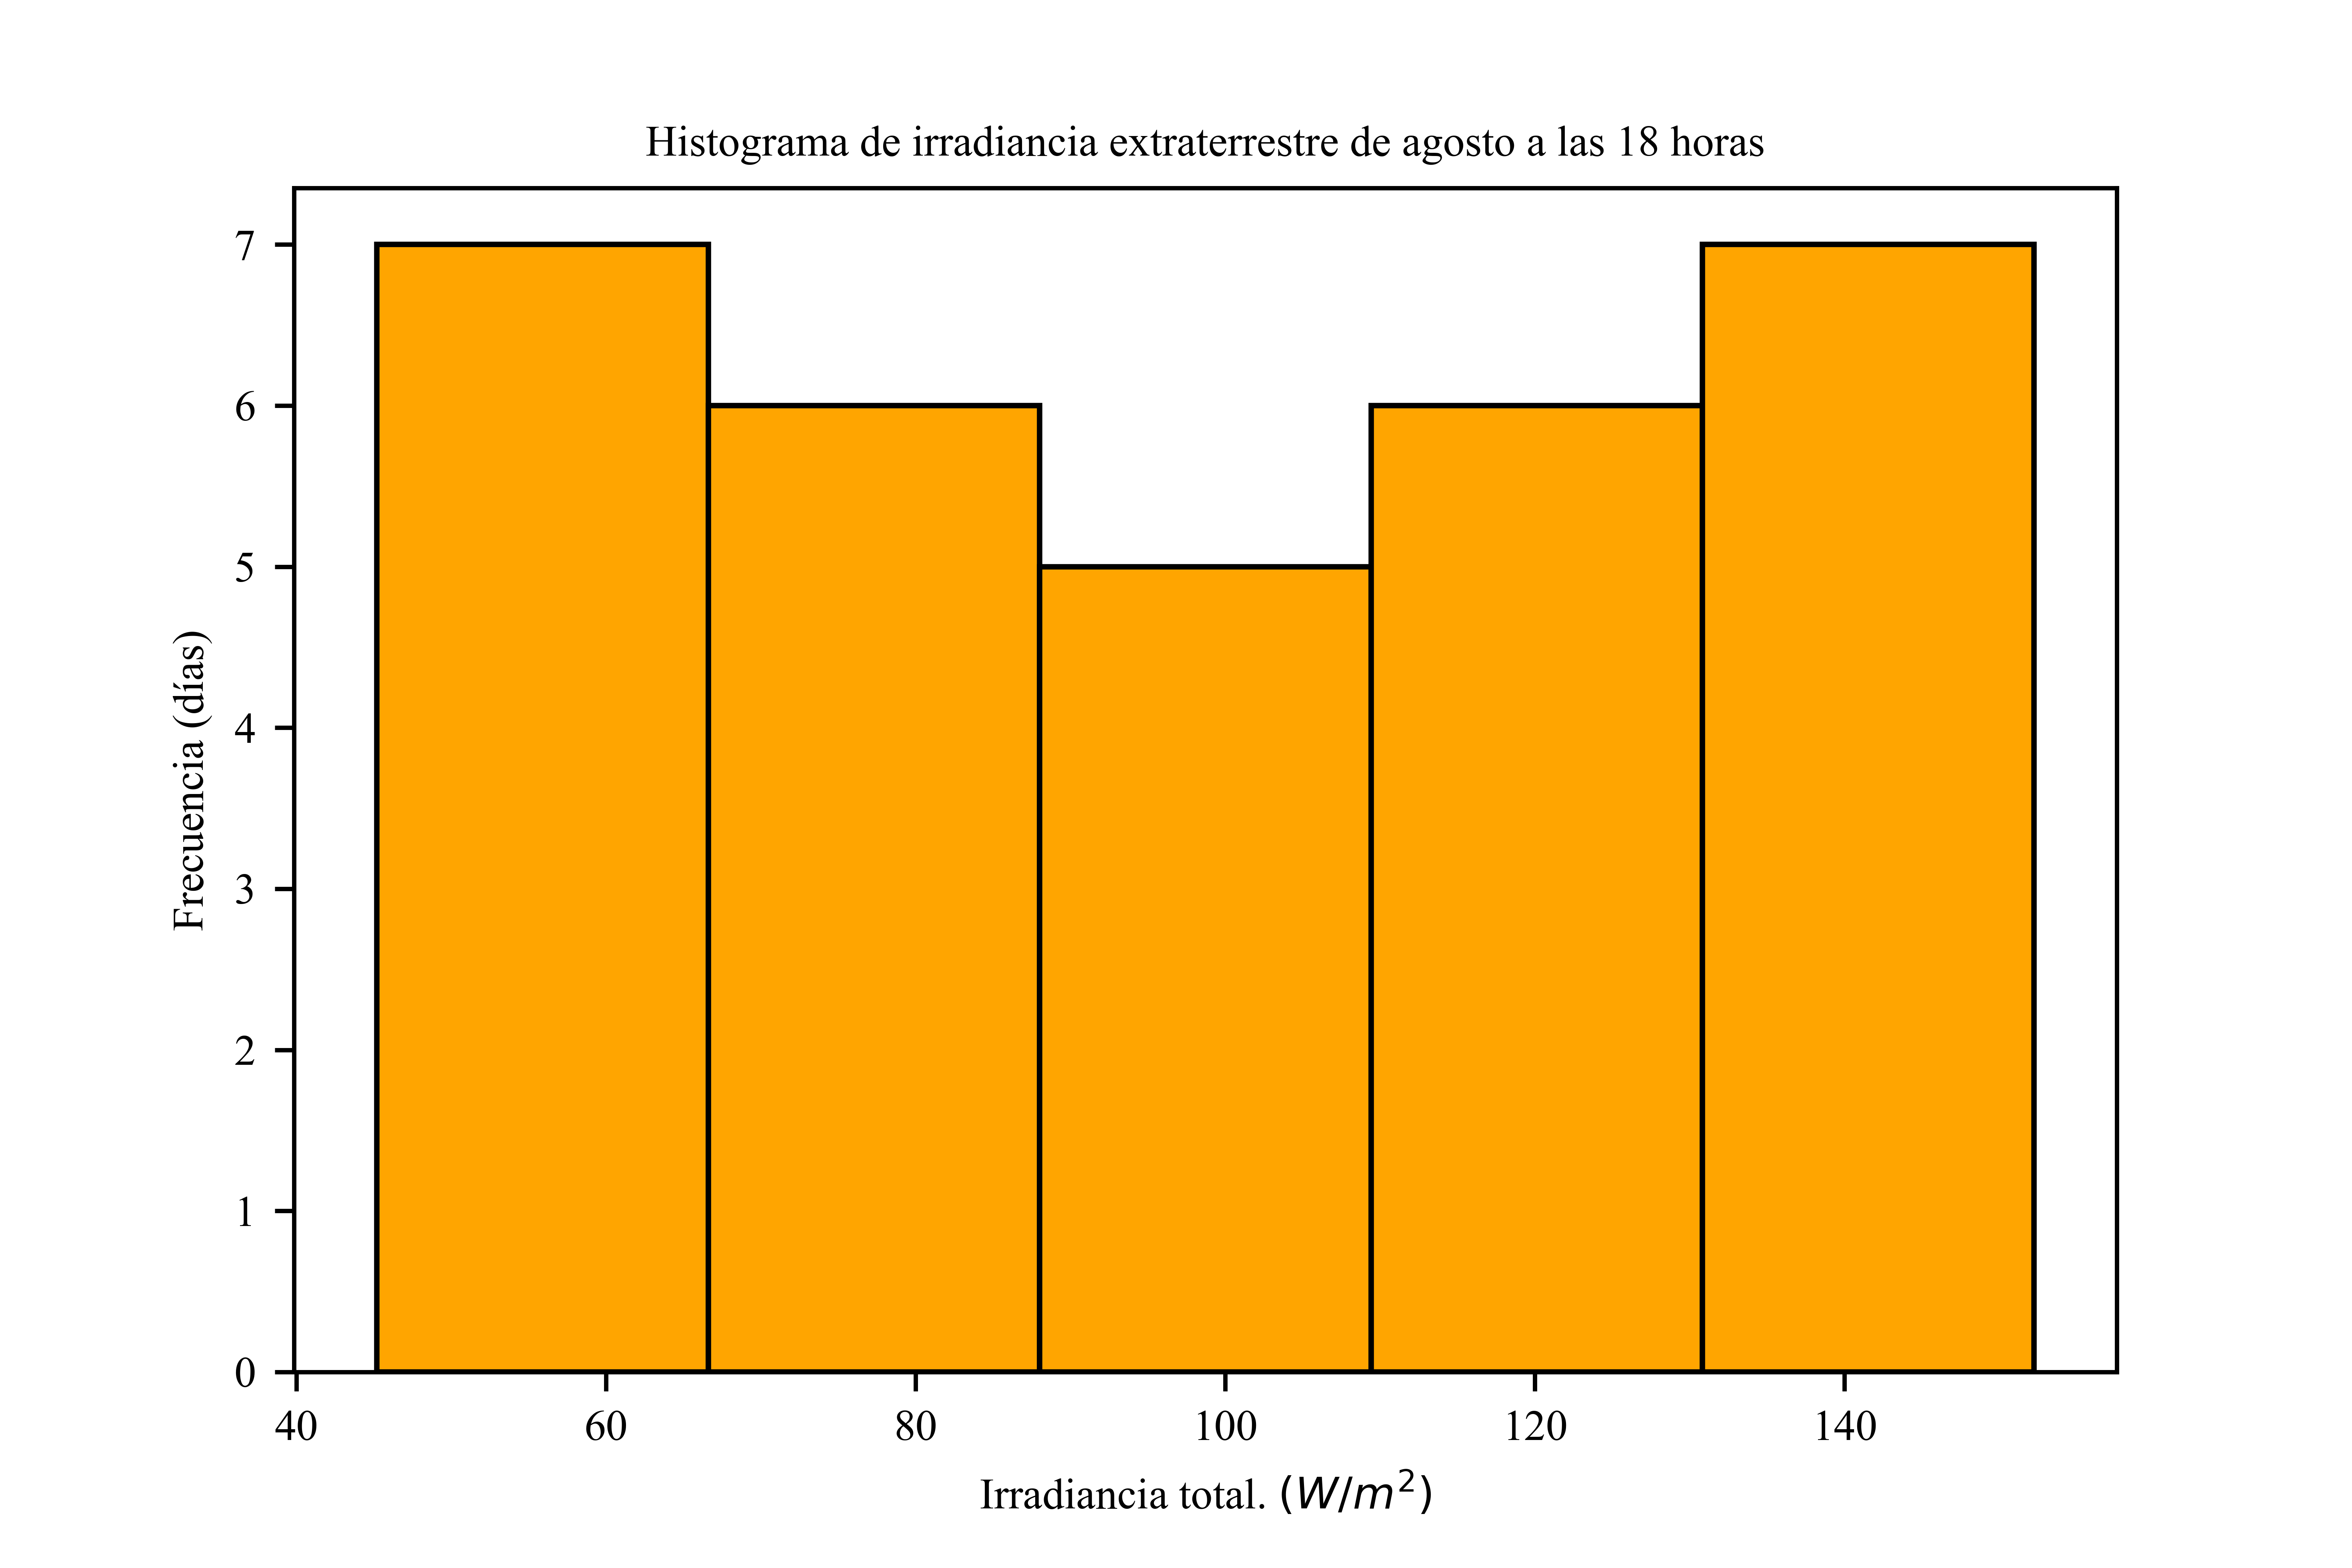 Histograma de irradiancia extraterrestre de agosto a las 18 horas
Frecuencia (días)
7
6
5
4
3
2
1
0
40 60 80 100 120 140
Irradiancia total. (W/m²)